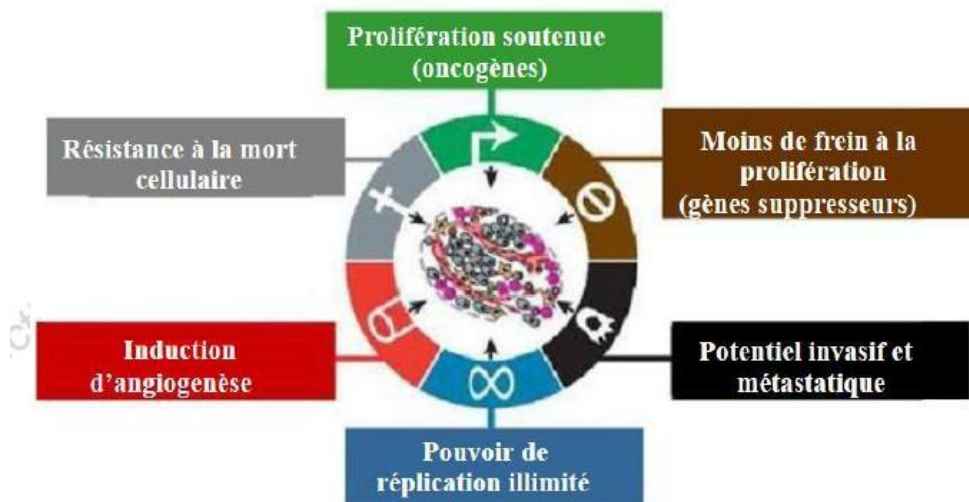 Prolifération soutenue
(oncogènes)
Résistance à la mort
cellulaire
Moins de frein à la
prolifération
(gènes suppresseurs)
Induction
d’angiogenèse
Potentiel invasif et
métastatique
Pouvoir de
réplication illimité